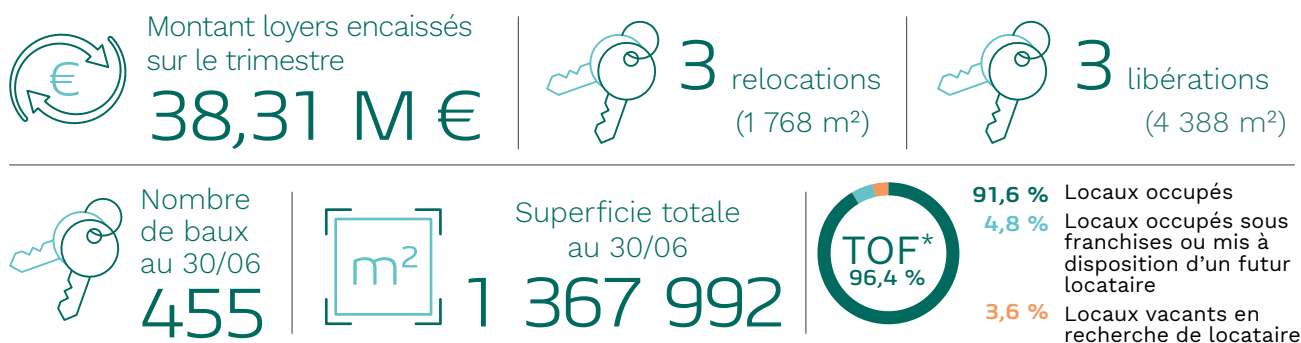 €
Montant loyers encaissés
sur le trimestre
38,31 M €
3 relocations
(1 768 m²)
3 libérations
(4 388 m²)
Nombre
de baux
au 30/06
455
m²
Superficie totale
au 30/06
1 367 992
TOF*
96,4 %
91,6 % Locaux occupés
4,8 % Locaux occupés sous
franchises ou mis à
disposition d’un futur
locataire
3,6 % Locaux vacants en
recherche de locataire